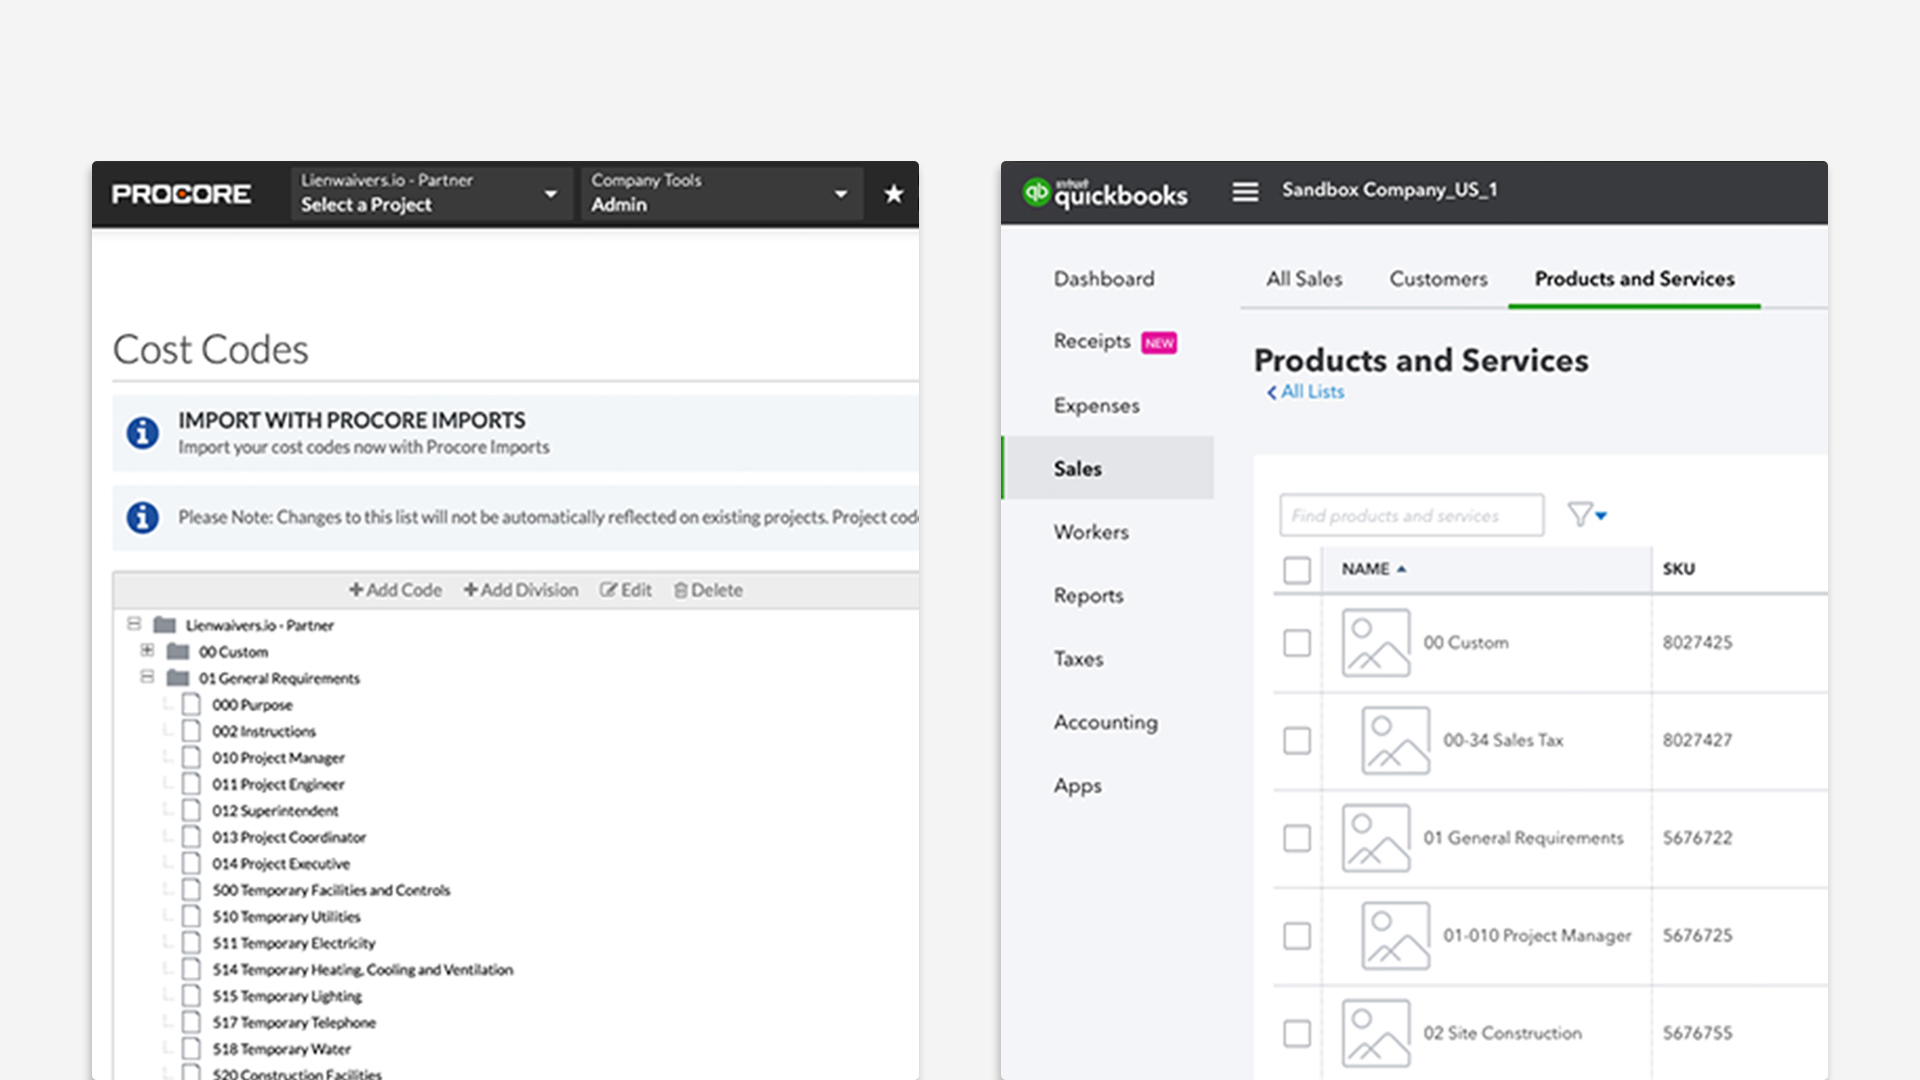 PROCORE
Lienwaivers.io - Partner
Select a Project
Company Tools
Admin
Cost Codes
IMPORT WITH PROCORE IMPORTS
Import your cost codes now with Procore Imports
Please Note: Changes to this list will not be automatically reflected on existing projects. Project cod
Add Code Add Division Edit Delete
Lienwaivers.io - Partner
00 Custom
01 General Requirements
000 Purpose
002 Instructions
010 Project Manager
011 Project Engineer
012 Superintendent
013 Project Coordinator
014 Project Executive
500 Temporary Facilities and Controls
510 Temporary Utilities
511 Temporary Electricity
514 Temporary Heating, Cooling and Ventilation
515 Temporary Lighting
517 Temporary Telephone
518 Temporary Water
520 Construction Facilities
qb intuit quickbooks
Sandbox Company_US_1
Dashboard
Receipts NEW
Expenses
Sales
Workers
Reports
Taxes
Accounting
Apps
All Sales Customers Products and Services
Products and Services
All Lists
Find products and services
NAME SKU
00 Custom 8027425
00-34 Sales Tax 8027427
01 General Requirements 5676722
01-010 Project Manager 5676725
02 Site Construction 5676755